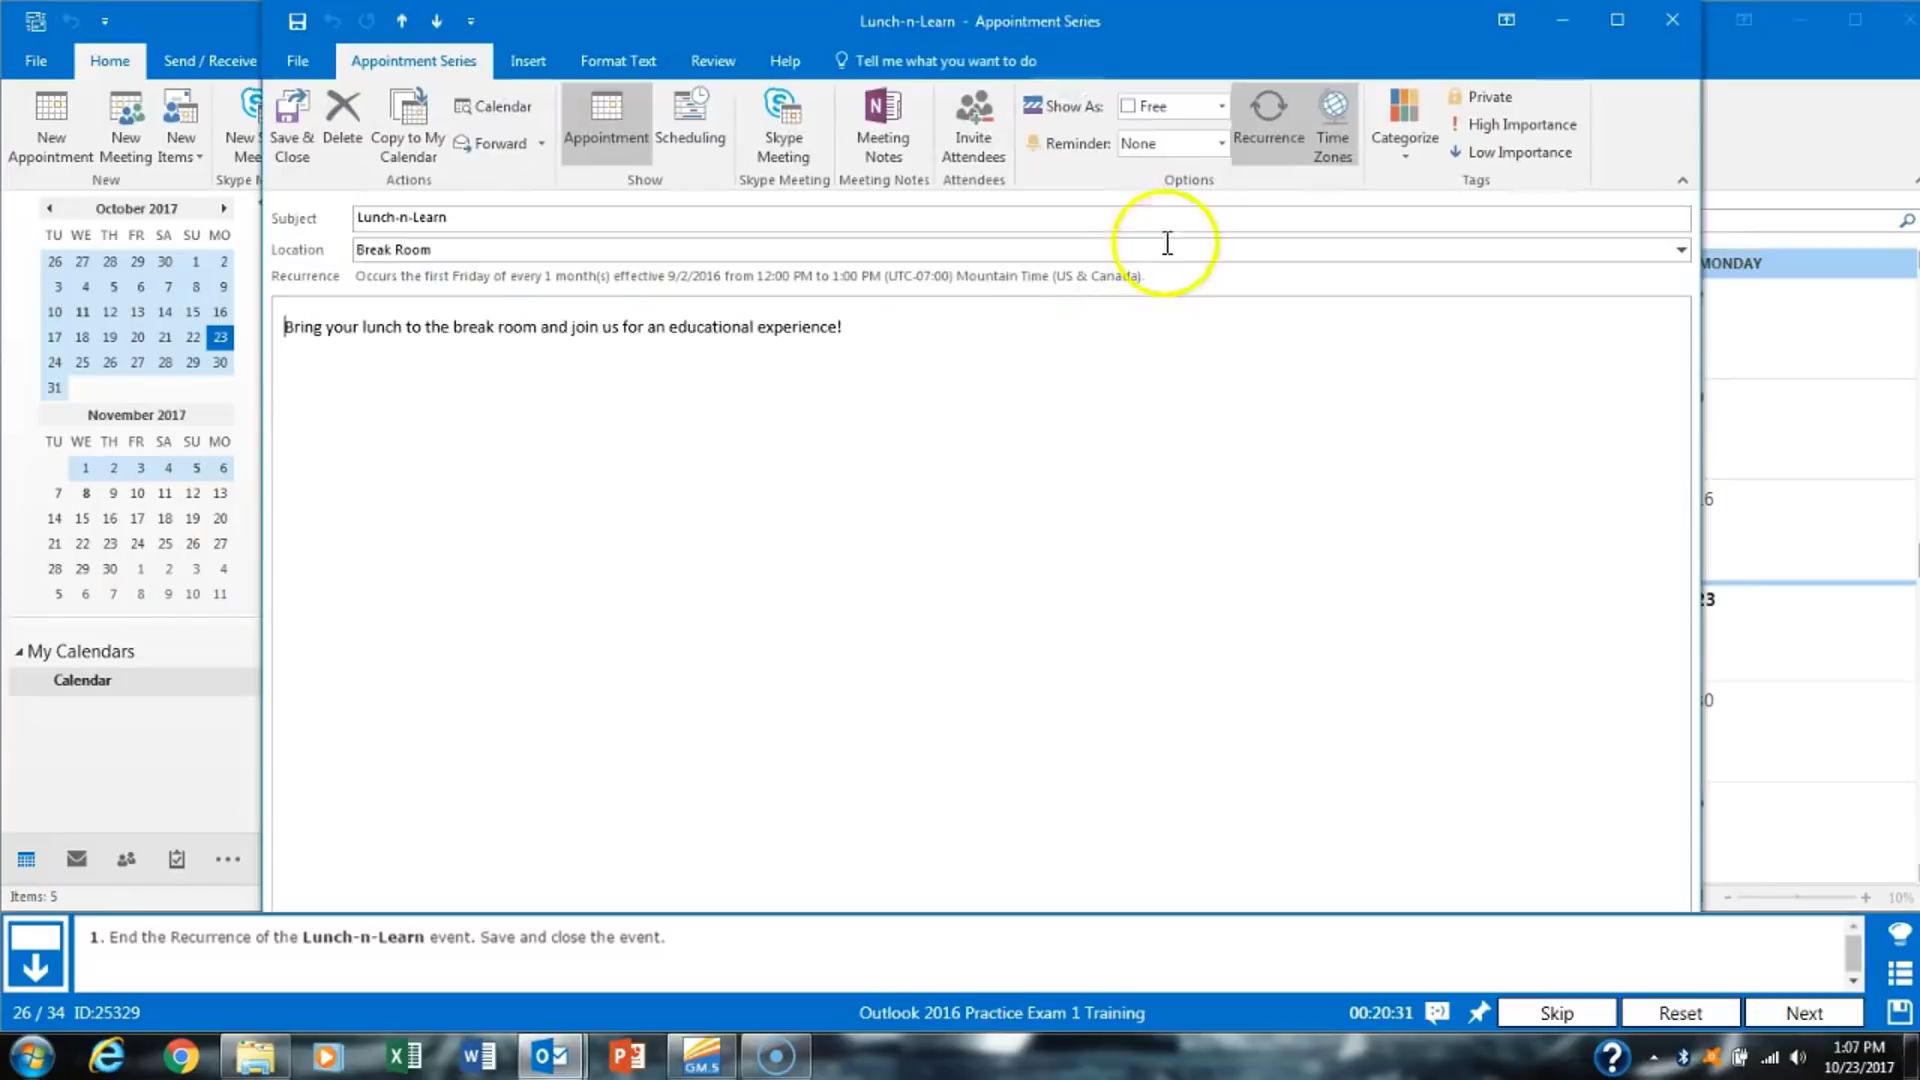 Lunch-n-Learn - Appointment Series
File Home Send / Receive
File Appointment Series Insert Format Text Review Help Tell me what you want to do
New Appointment
New Meeting
New Items
New
Save & Close
Delete
Copy to My Calendar
Calendar
Forward
Actions
Appointment
Scheduling
Show
Skype Meeting
Skype Meeting
Meeting Notes
Meeting Notes
Invite Attendees
Attendees
Show As: Free
Reminder: None
Recurrence
Time Zones
Options
Categorize
Private
High Importance
Low Importance
Tags
Subject Lunch-n-Learn
Location Break Room
Recurrence Occurs the first Friday of every 1 month(s) effective 9/2/2016 from 12:00 PM to 1:00 PM (UTC-07:00) Mountain Time (US & Canada).
Bring your lunch to the break room and join us for an educational experience!
October 2017
TU WE TH FR SA SU MO
26 27 28 29 30 1 2
3 4 5 6 7 8 9
10 11 12 13 14 15 16
17 18 19 20 21 22 23
24 25 26 27 28 29 30
31
November 2017
TU WE TH FR SA SU MO
1 2 3 4 5 6
7 8 9 10 11 12 13
14 15 16 17 18 19 20
21 22 23 24 25 26 27
28 29 30 1 2 3 4
5 6 7 8 9 10 11
My Calendars
Calendar
Items: 5
MONDAY
10%
1. End the Recurrence of the Lunch-n-Learn event. Save and close the event.
26 / 34 ID:25329 Outlook 2016 Practice Exam 1 Training 00:20:31 Skip Reset Next
GM.5
1:07 PM
10/23/2017